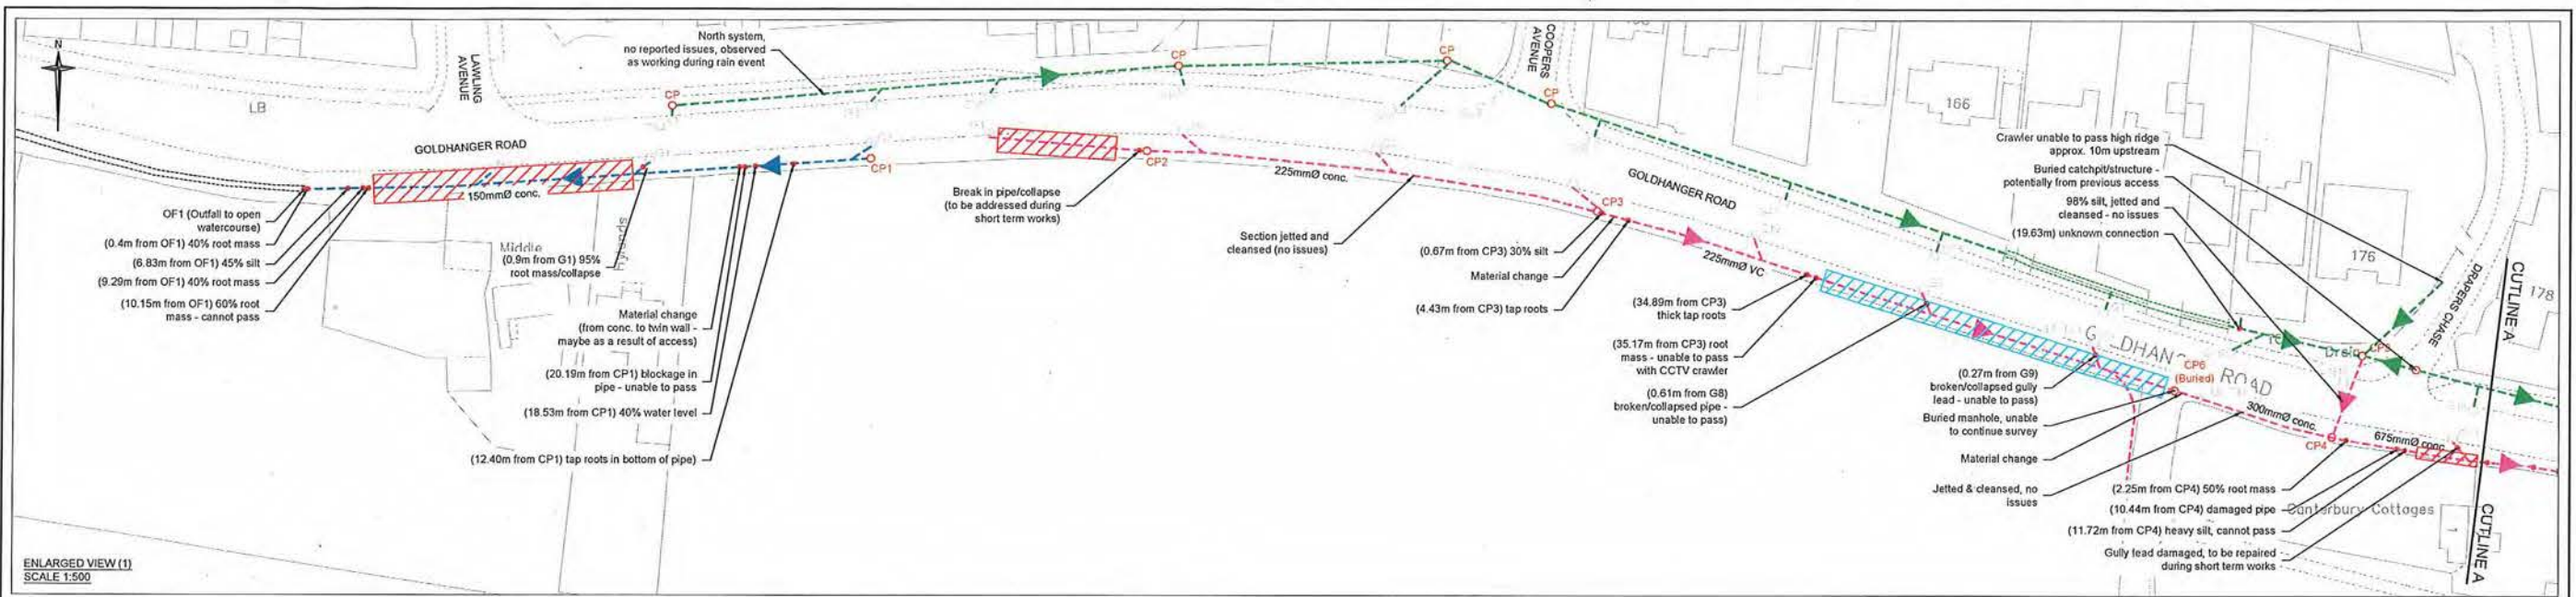 N
LB
LAWLING
AVENUE
North system,
no reported issues, observed
as working during rain event
CP
CP
CP
CP
COOPERS
AVENUE
166
GOLDHANGER ROAD
150mmØ conc.
CP1
CP2
225mmØ conc.
CP3
GOLDHANGER ROAD
225mmØ VC
OF1 (Outfall to open
watercourse)
(0.4m from OF1) 40% root mass
(6.83m from OF1) 45% silt
(9.29m from OF1) 40% root mass
(10.15m from OF1) 60% root
mass - cannot pass
Middle
(0.9m from G1) 95%
root mass/collapse
Rylands
Material change
(from conc. to twin wall -
maybe as a result of access)
(20.19m from CP1) blockage in
pipe - unable to pass
(18.53m from CP1) 40% water level
(12.40m from CP1) tap roots in bottom of pipe)
Break in pipe/collapse
(to be addressed during
short term works)
Section jetted and
cleansed (no issues)
(0.67m from CP3) 30% silt
Material change
(4.43m from CP3) tap roots
(34.89m from CP3)
thick tap roots
(35.17m from CP3) root
mass - unable to pass
with CCTV crawler
(0.61m from G8)
broken/collapsed pipe -
unable to pass)
Crawler unable to pass high ridge
approx. 10m upstream
Buried catchpit/structure -
potentially from previous access
98% silt, jetted and
cleansed - no issues
(19.63m) unknown connection
176
178
DRAPERS CHASE
CUTLINE A
Drain
CP5
ROAD
CP6
(Buried)
(0.27m from G9)
broken/collapsed gully
lead - unable to pass)
Buried manhole, unable
to continue survey
Material change
Jetted & cleansed, no
issues
300mmØ conc.
CP4
675mmØ conc.
(2.25m from CP4) 50% root mass
(10.44m from CP4) damaged pipe
Canterbury Cottages
1
(11.72m from CP4) heavy silt, cannot pass
Gully lead damaged, to be repaired
during short term works
CUTLINE A
ENLARGED VIEW (1)
SCALE 1:500